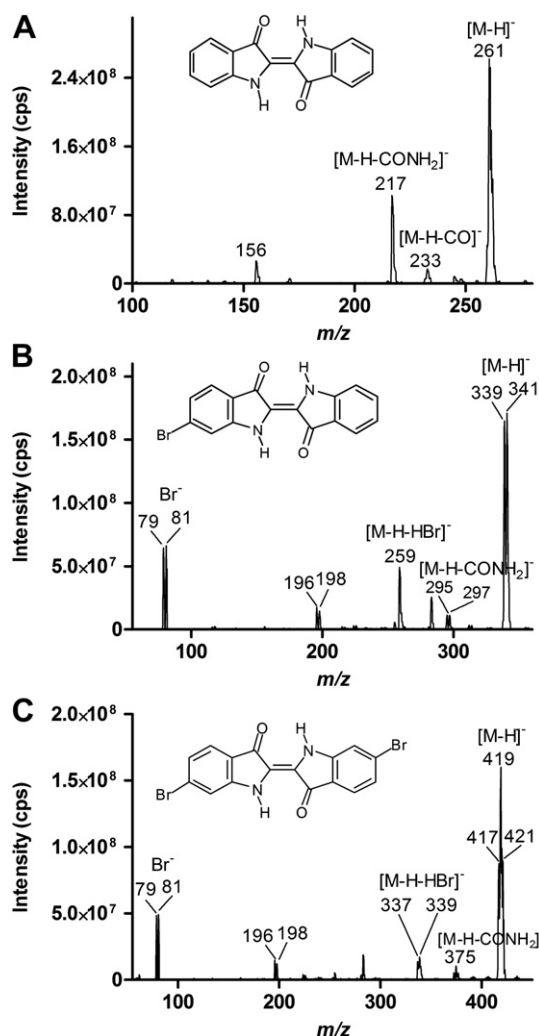 A
Intensity (cps)
2.4×10⁸
1.6×10⁸
8.0×10⁷
0
100
150
200
250
m/z
O
H
N
N
H
O
[M-H]⁻
261
[M-H-CONH₂]⁻
217
[M-H-CO]⁻
233
156
B
Intensity (cps)
2.0×10⁸
1.5×10⁸
1.0×10⁸
5.0×10⁷
0
100
200
300
m/z
O
H
N
Br
N
H
O
[M-H]⁻
339 341
Br⁻
79 81
[M-H-HBr]⁻
259
[M-H-CONH₂]⁻
295 297
196 198
C
Intensity (cps)
2.0×10⁸
1.5×10⁸
1.0×10⁸
5.0×10⁷
0
100
200
300
400
m/z
O
H
N
Br
Br
N
H
O
[M-H]⁻
419
417 421
Br⁻
79 81
[M-H-HBr]⁻
337 339
[M-H-CONH₂]
375
196 198